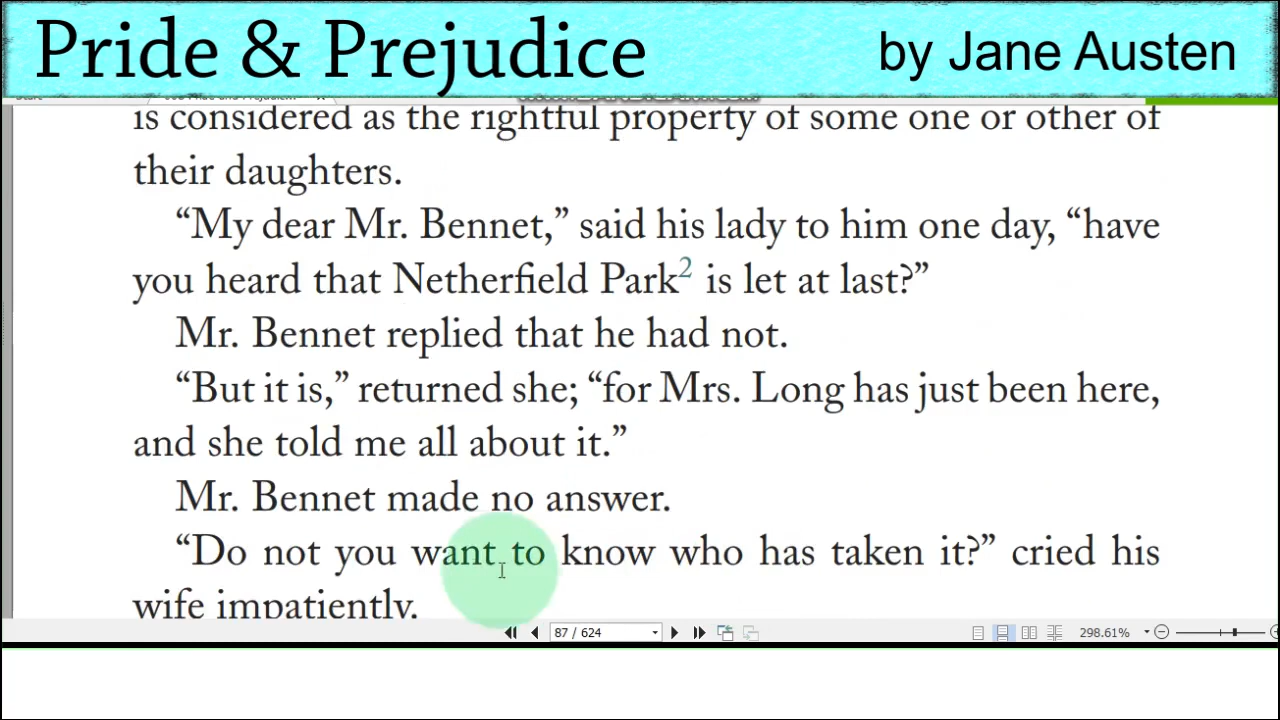 Pride & Prejudice
by Jane Austen
is considered as the rightful property of some one or other of
their daughters.
“My dear Mr. Bennet,” said his lady to him one day, “have
you heard that Netherfield Park2 is let at last?”
Mr. Bennet replied that he had not.
“But it is,” returned she; “for Mrs. Long has just been here,
and she told me all about it.”
Mr. Bennet made no answer.
“Do not you want to know who has taken it?” cried his
wife impatiently.
87 / 624
298.61%